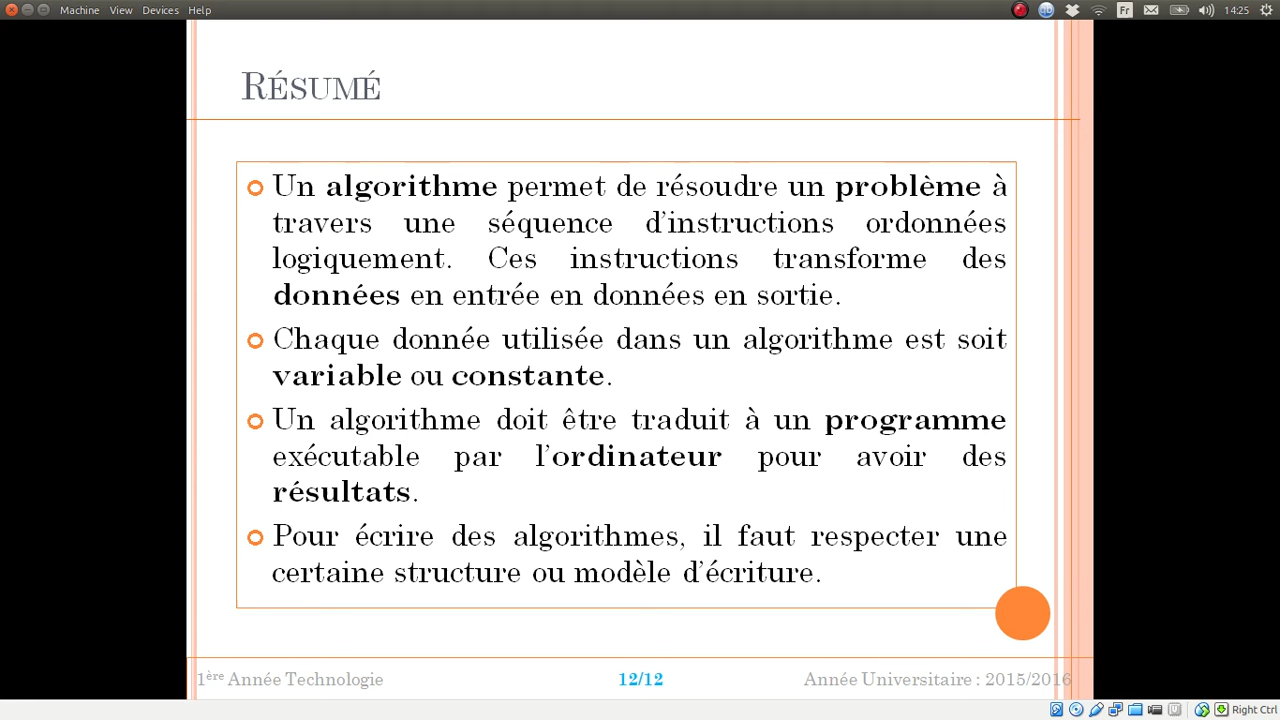 Machine View Devices Help
Fr 14:25
RÉSUMÉ
Un algorithme permet de résoudre un problème à
travers une séquence d'instructions ordonnées
logiquement. Ces instructions transforme des
données en entrée en données en sortie.
Chaque donnée utilisée dans un algorithme est soit
variable ou constante.
Un algorithme doit être traduit à un programme
exécutable par l'ordinateur pour avoir des
résultats.
Pour écrire des algorithmes, il faut respecter une
certaine structure ou modèle d'écriture.
1ère Année Technologie 12/12 Année Universitaire : 2015/2016
Right Ctrl